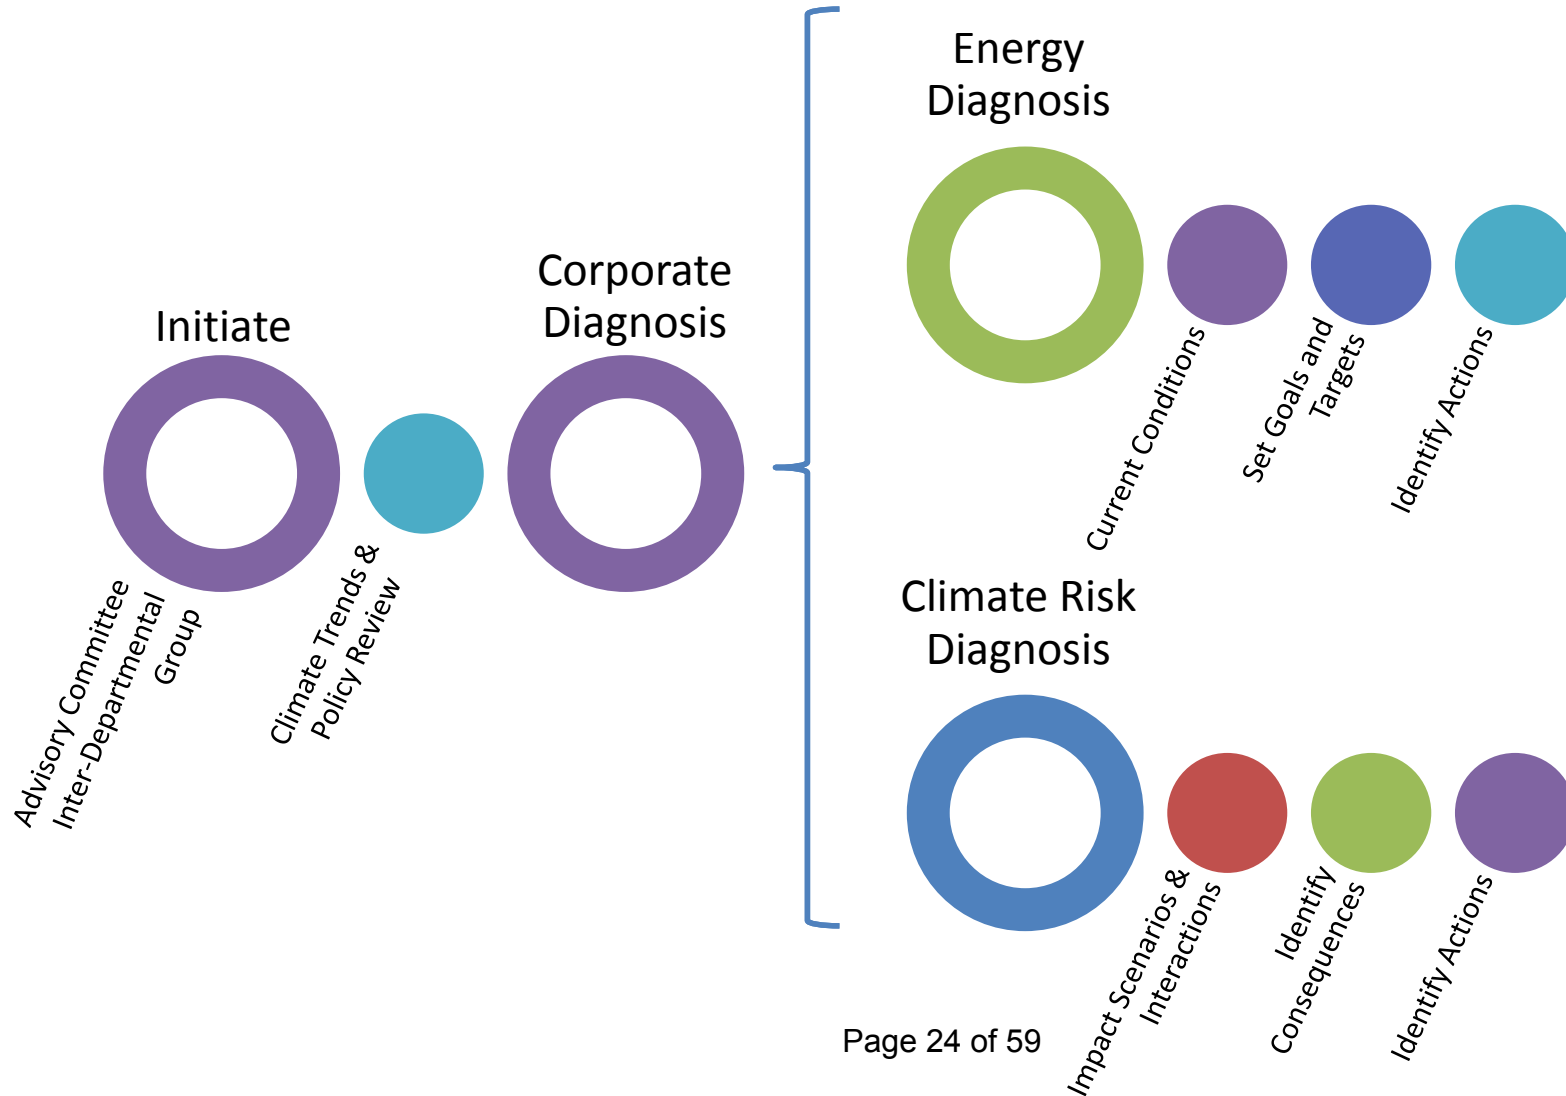 Initiate
Advisory Committee
Inter-Departmental
Group
Climate Trends &
Policy Review
Corporate
Diagnosis
Energy
Diagnosis
Current Conditions
Set Goals and
Targets
Identify Actions
Climate Risk
Diagnosis
Impact Scenarios &
Interactions
Identify
Consequences
Identify Actions
Page 24 of 59